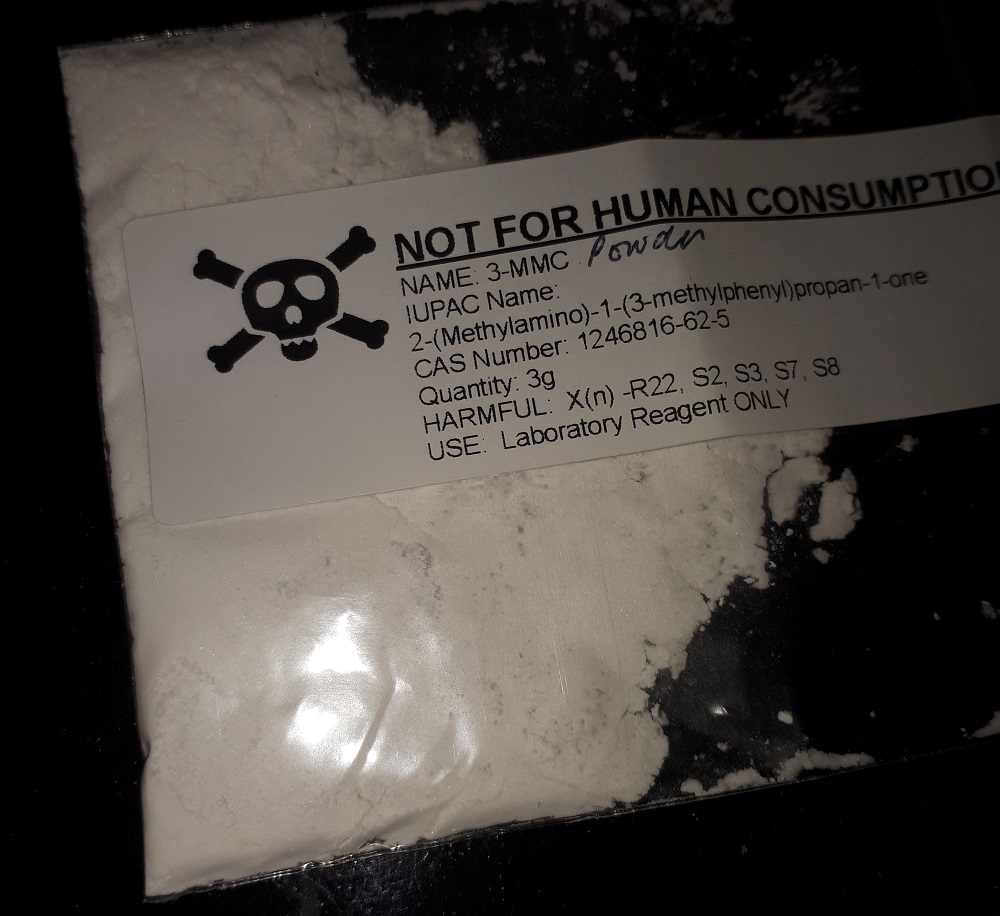 NOT FOR HUMAN CONSUMPTIO
NAME: 3-MMC Powder
IUPAC Name:
2-(Methylamino)-1-(3-methylphenyl)propan-1-one
CAS Number: 1246816-62-5
Quantity: 3g
HARMFUL: X(n) -R22, S2, S3, S7, S8
USE: Laboratory Reagent ONLY